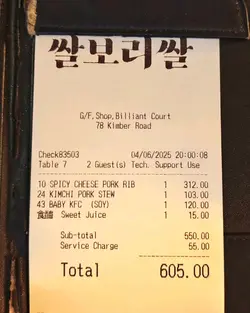 쌀보리쌀
G/F,Shop,Billiant Court
78 Kimber Road
Check83503 04/06/2025 20:00:08
Table 7 2 Guest(s) Tech. Support Use
10 SPICY CHEESE PORK RIB 1 312.00
24 KIMCHI PORK STEW 1 103.00
43 BABY KFC (SOY) 1 120.00
食醯 Sweet Juice 1 15.00
Sub-total 550.00
Service Charge 55.00
Total 605.00